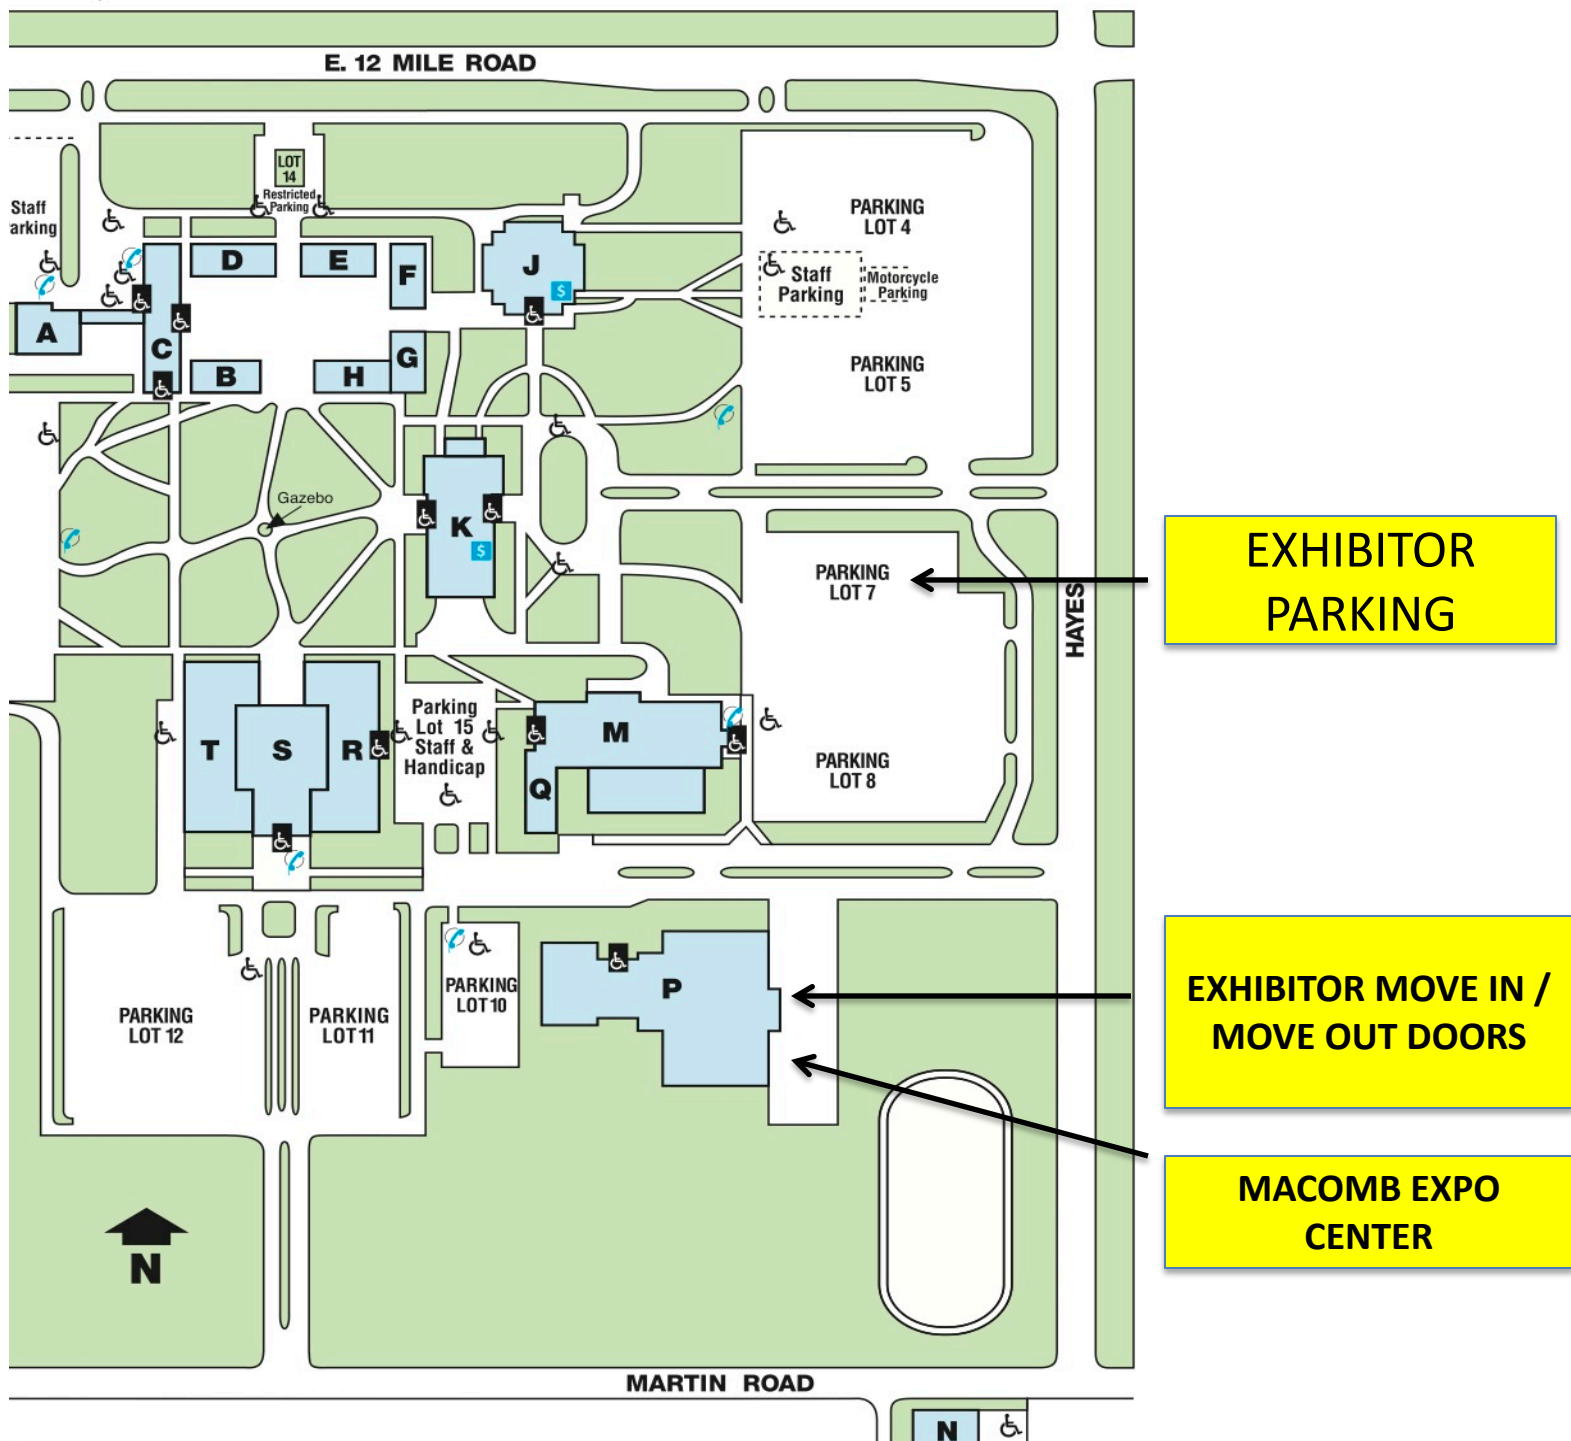 E. 12 MILE ROAD
LOT
14
Restricted
Parking
Staff
arking
PARKING
LOT 4
D
E
F
J
$
Staff
Parking
Motorcycle
Parking
A
C
B
H
G
PARKING
LOT 5
Gazebo
K
$
PARKING
LOT 7
EXHIBITOR
PARKING
HAYES
T
S
R
Parking
Lot 15
Staff &
Handicap
M
Q
PARKING
LOT 8
PARKING
LOT 12
PARKING
LOT 11
PARKING
LOT 10
P
EXHIBITOR MOVE IN /
MOVE OUT DOORS
MACOMB EXPO
CENTER
N
MARTIN ROAD
N